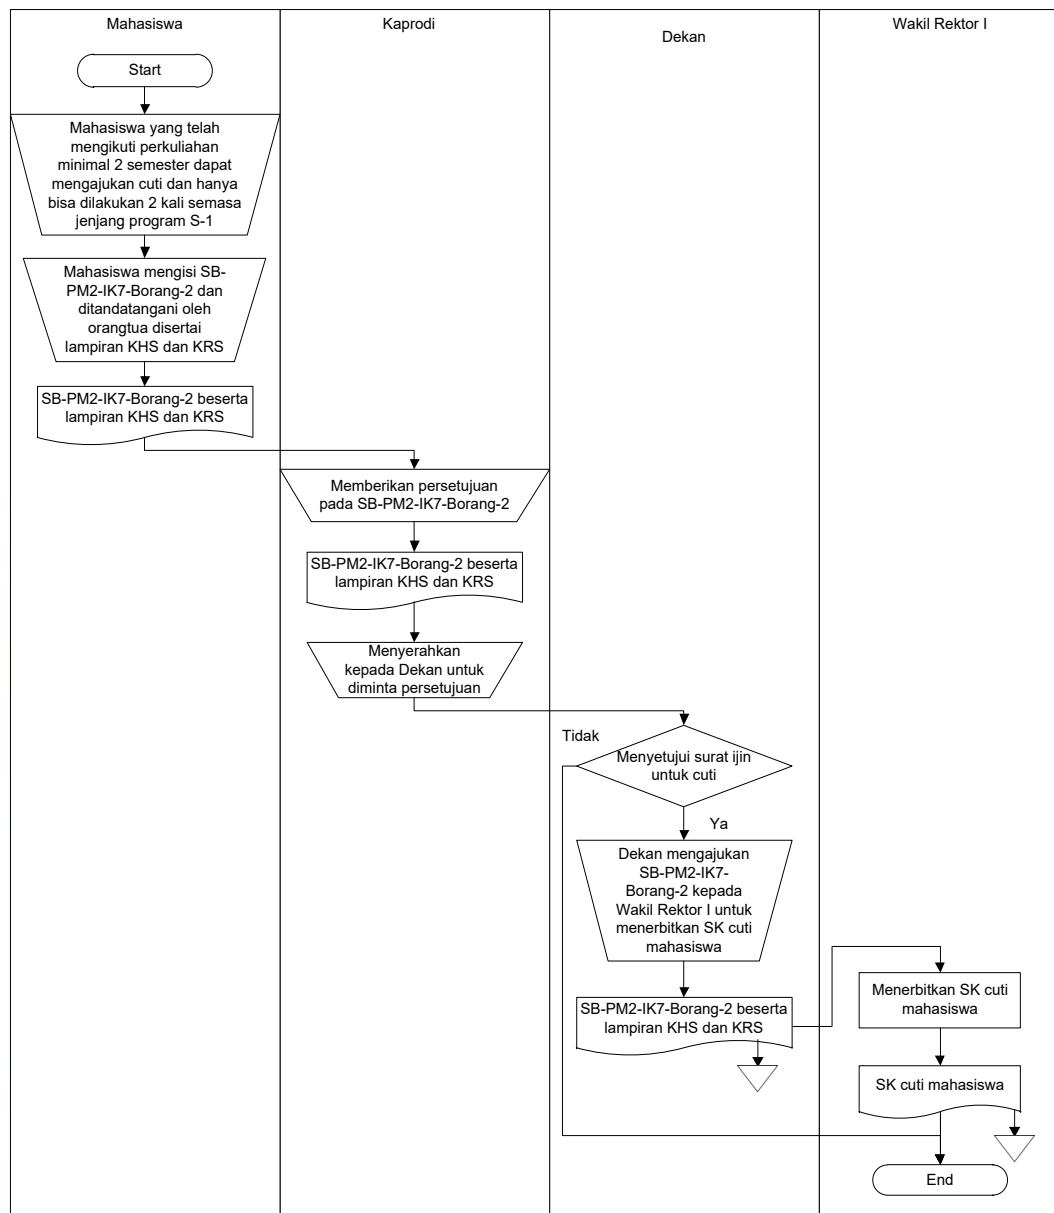 Mahasiswa
Kaprodi
Dekan
Wakil Rektor I
Start
Mahasiswa yang telah
mengikuti perkuliahan
minimal 2 semester dapat
mengajukan cuti dan hanya
bisa dilakukan 2 kali semasa
jenjang program S-1
Mahasiswa mengisi SB-
PM2-IK7-Borang-2 dan
ditandatangani oleh
orangtua disertai
lampiran KHS dan KRS
SB-PM2-IK7-Borang-2 beserta
lampiran KHS dan KRS
Memberikan persetujuan
pada SB-PM2-IK7-Borang-2
SB-PM2-IK7-Borang-2 beserta
lampiran KHS dan KRS
Menyerahkan
kepada Dekan untuk
diminta persetujuan
Tidak
Menyetujui surat ijin
untuk cuti
Ya
Dekan mengajukan
SB-PM2-IK7-
Borang-2 kepada
Wakil Rektor I untuk
menerbitkan SK cuti
mahasiswa
SB-PM2-IK7-Borang-2 beserta
lampiran KHS dan KRS
Menerbitkan SK cuti
mahasiswa
SK cuti mahasiswa
End